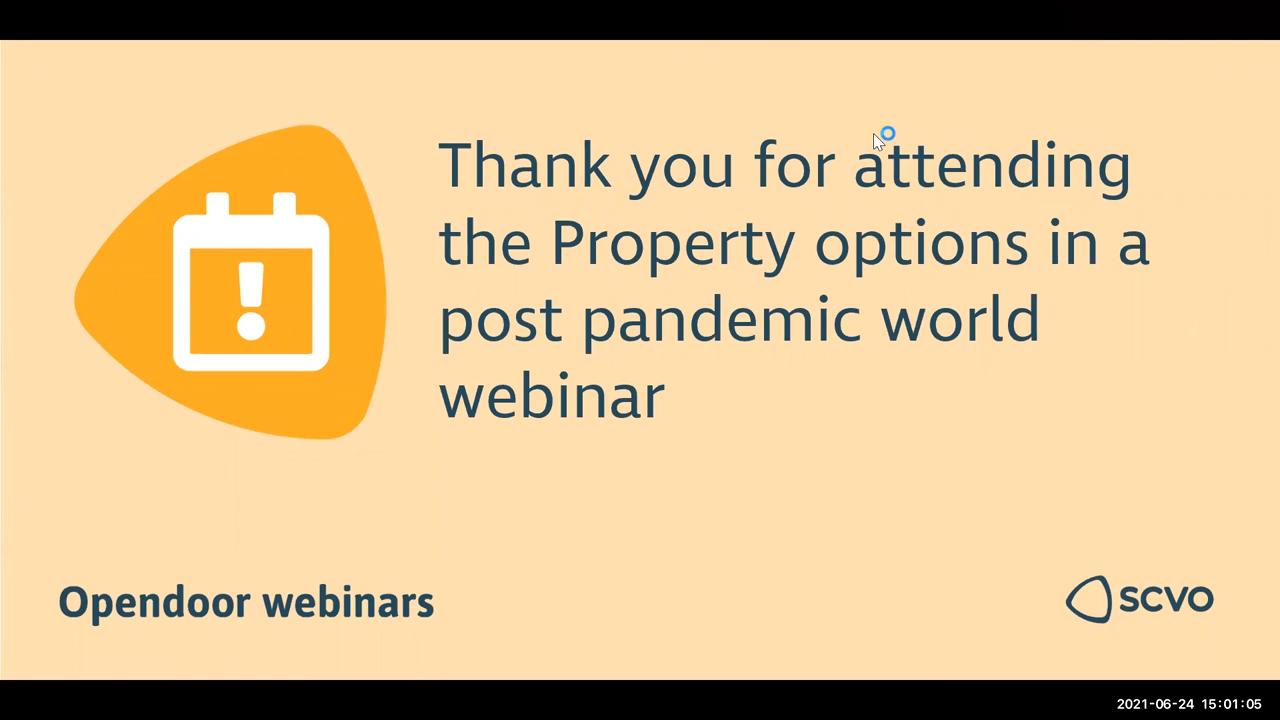 Thank you for attending
the Property options in a
post pandemic world
webinar
Opendoor webinars
scvo
2021-06-24 15:01:05